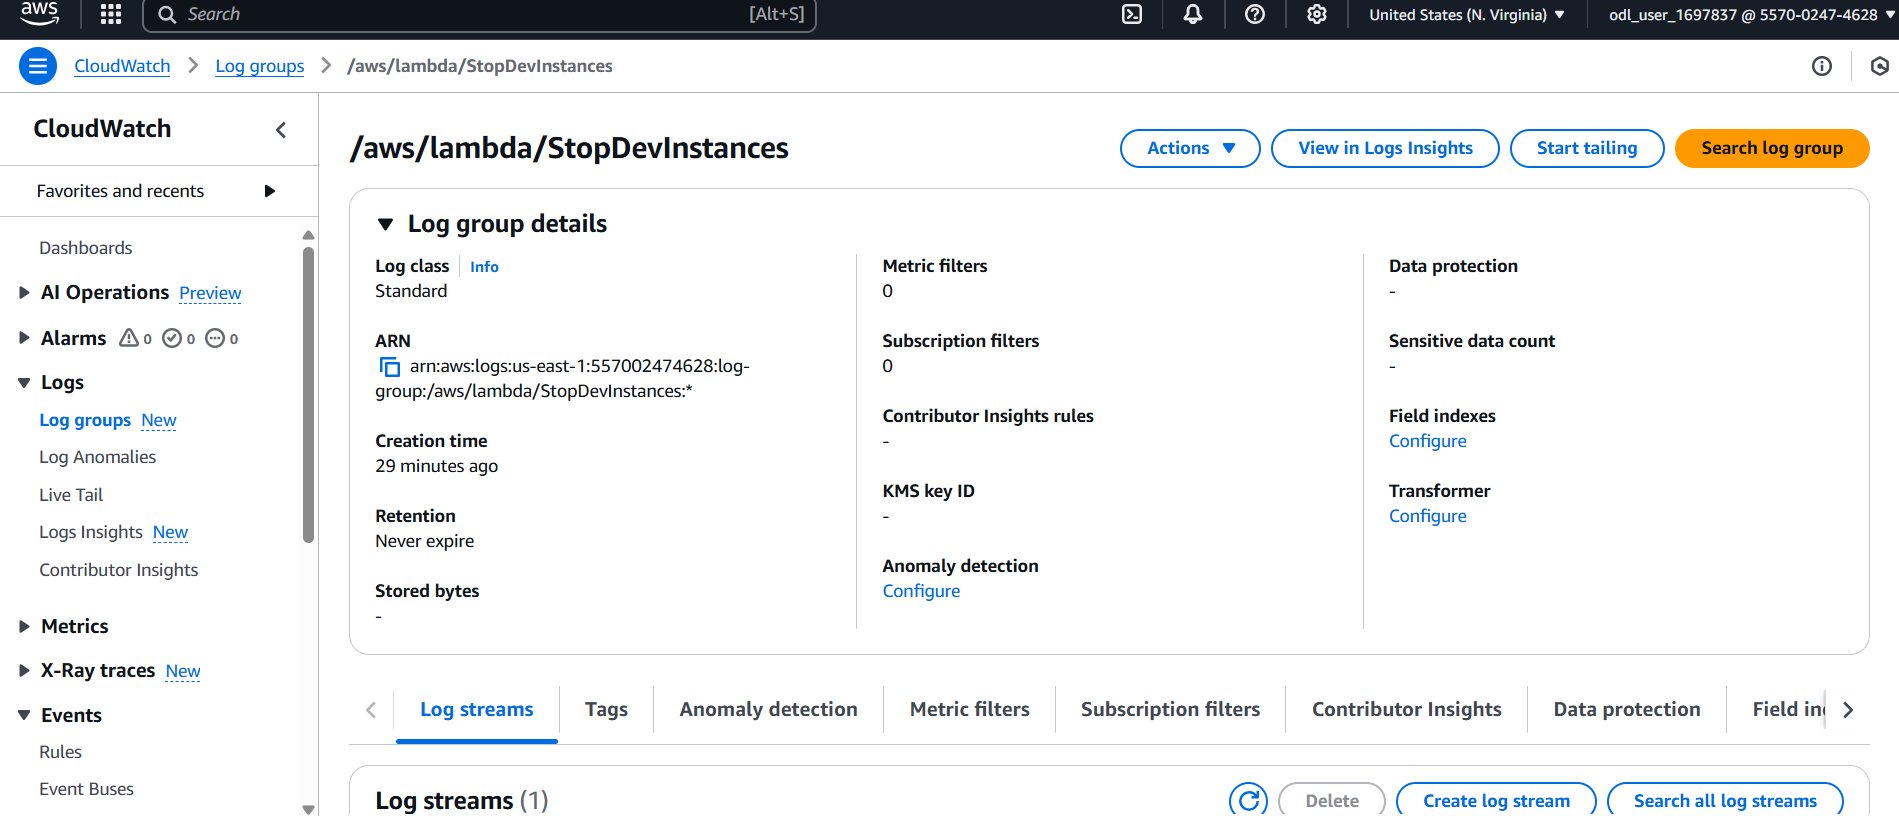 aws
Search
[Alt+S]
United States (N. Virginia)
odl_user_1697837 @ 5570-0247-4628
CloudWatch
Log groups
/aws/lambda/StopDevInstances
CloudWatch
Favorites and recents
Dashboards
AI Operations Preview
Alarms 0 0 0
Logs
Log groups New
Log Anomalies
Live Tail
Logs Insights New
Contributor Insights
Metrics
X-Ray traces New
Events
Rules
Event Buses
/aws/lambda/StopDevInstances
Actions
View in Logs Insights
Start tailing
Search log group
Log group details
Log class Info
Standard
ARN
arn:aws:logs:us-east-1:557002474628:log-
group:/aws/lambda/StopDevInstances:*
Creation time
29 minutes ago
Retention
Never expire
Stored bytes
-
Metric filters
0
Subscription filters
0
Contributor Insights rules
-
KMS key ID
-
Anomaly detection
Configure
Data protection
-
Sensitive data count
-
Field indexes
Configure
Transformer
Configure
Log streams
Tags
Anomaly detection
Metric filters
Subscription filters
Contributor Insights
Data protection
Field in
Log streams (1)
Delete
Create log stream
Search all log streams